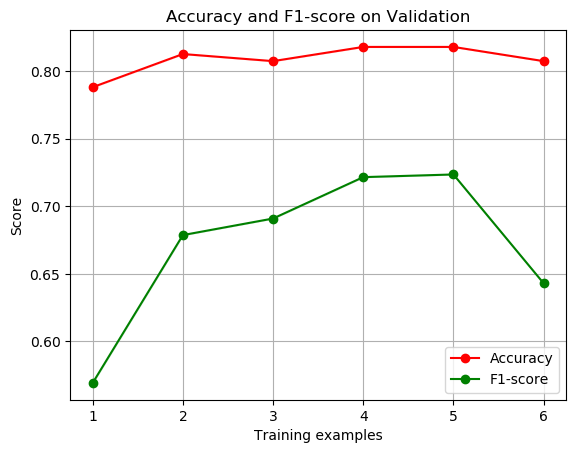 Accuracy and F1-score on Validation
Score
0.80
0.75
0.70
0.65
0.60
1 2 3 4 5 6
Training examples
Accuracy
F1-score